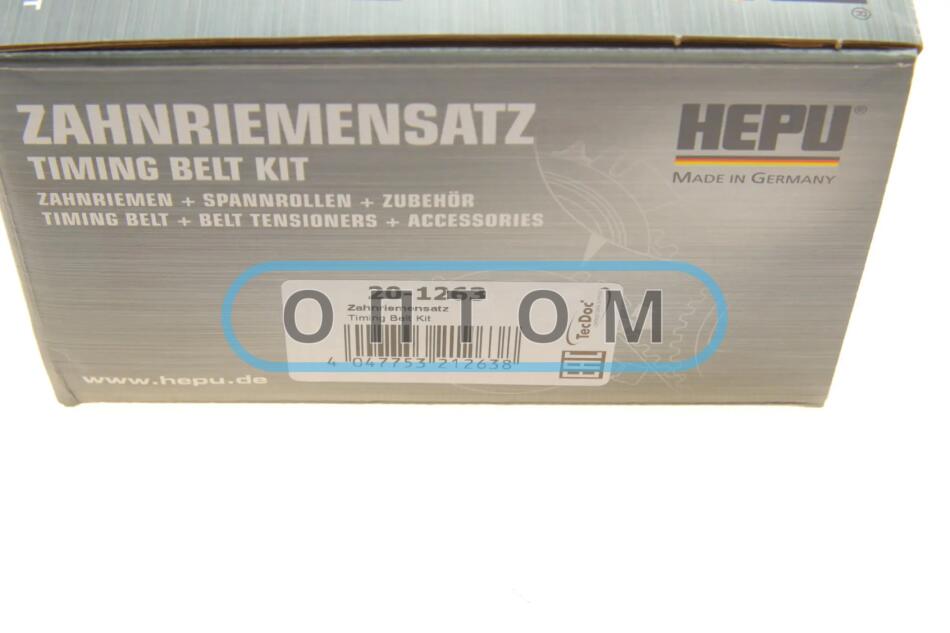 ZAHNRIEMENSATZ
TIMING BELT KIT
ZAHNRIEMEN + SPANNROLLEN + ZUBEHÖR
TIMING BELT + BELT TENSIONERS + ACCESSORIES
HEPU®
MADE IN GERMANY
20-1263
Zahnriemensatz
Timing Belt Kit
4 047753 212638
TecDoc
EAC
ОПТОМ
www.hepu.de